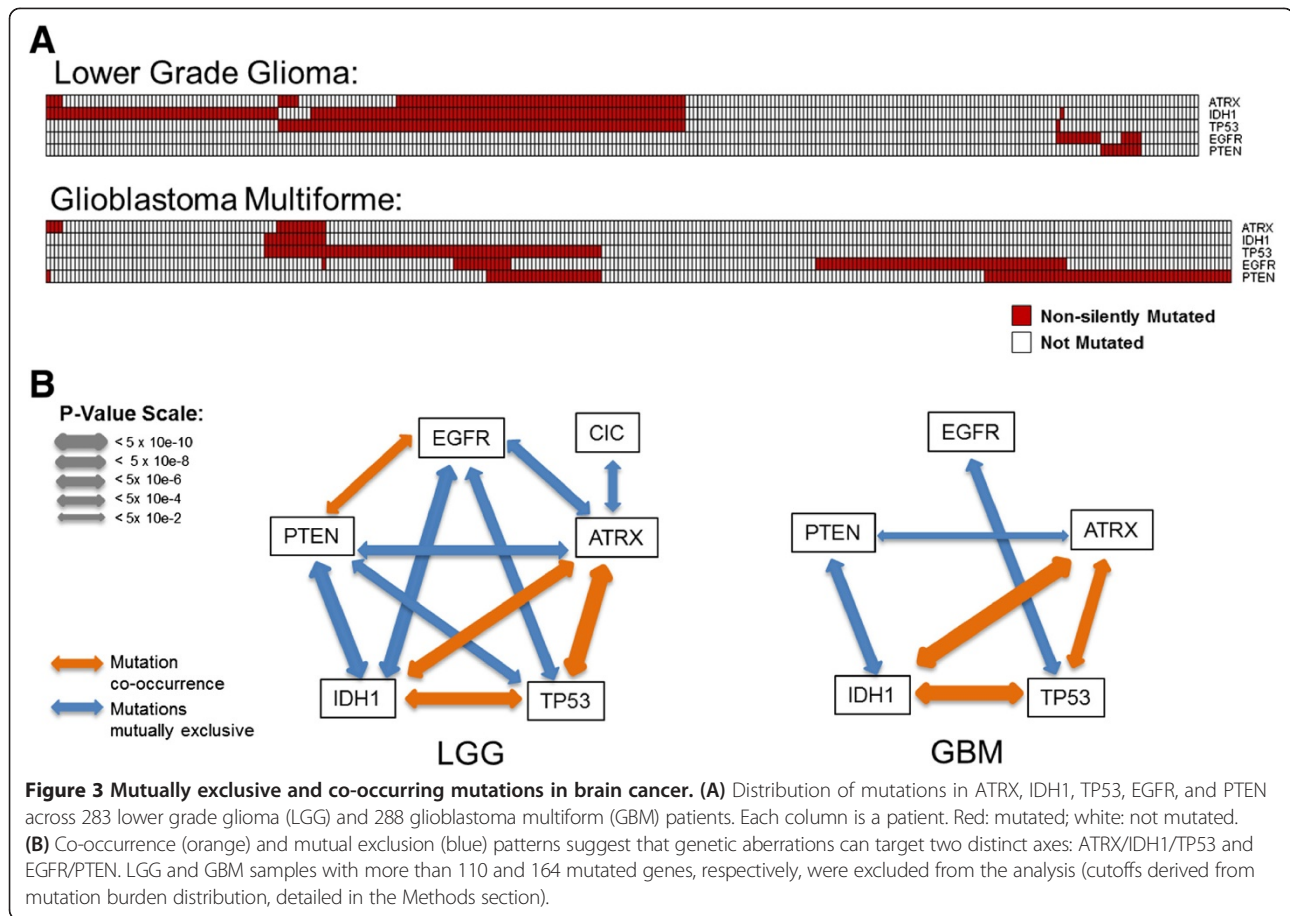 A
Lower Grade Glioma:
ATRX
IDH1
TP53
EGFR
PTEN
Glioblastoma Multiforme:
ATRX
IDH1
TP53
EGFR
PTEN
Non-silently Mutated
Not Mutated
B
P-Value Scale:
< 5 x 10e-10
< 5 x 10e-8
< 5x 10e-6
< 5x 10e-4
< 5x 10e-2
Mutation
co-occurrence
Mutations
mutually exclusive
EGFR
CIC
PTEN
ATRX
IDH1
TP53
LGG
EGFR
PTEN
ATRX
IDH1
TP53
GBM
Figure 3 Mutually exclusive and co-occurring mutations in brain cancer. (A) Distribution of mutations in ATRX, IDH1, TP53, EGFR, and PTEN
across 283 lower grade glioma (LGG) and 288 glioblastoma multiform (GBM) patients. Each column is a patient. Red: mutated; white: not mutated.
(B) Co-occurrence (orange) and mutual exclusion (blue) patterns suggest that genetic aberrations can target two distinct axes: ATRX/IDH1/TP53 and
EGFR/PTEN. LGG and GBM samples with more than 110 and 164 mutated genes, respectively, were excluded from the analysis (cutoffs derived from
mutation burden distribution, detailed in the Methods section).